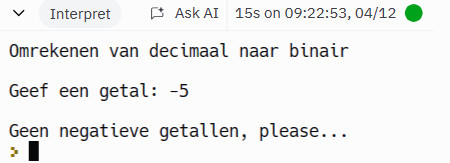 Interpret Ask AI 15s on 09:22:53, 04/12
Omrekenen van decimaal naar binair
Geef een getal: -5
Geen negatieve getallen, please...
>